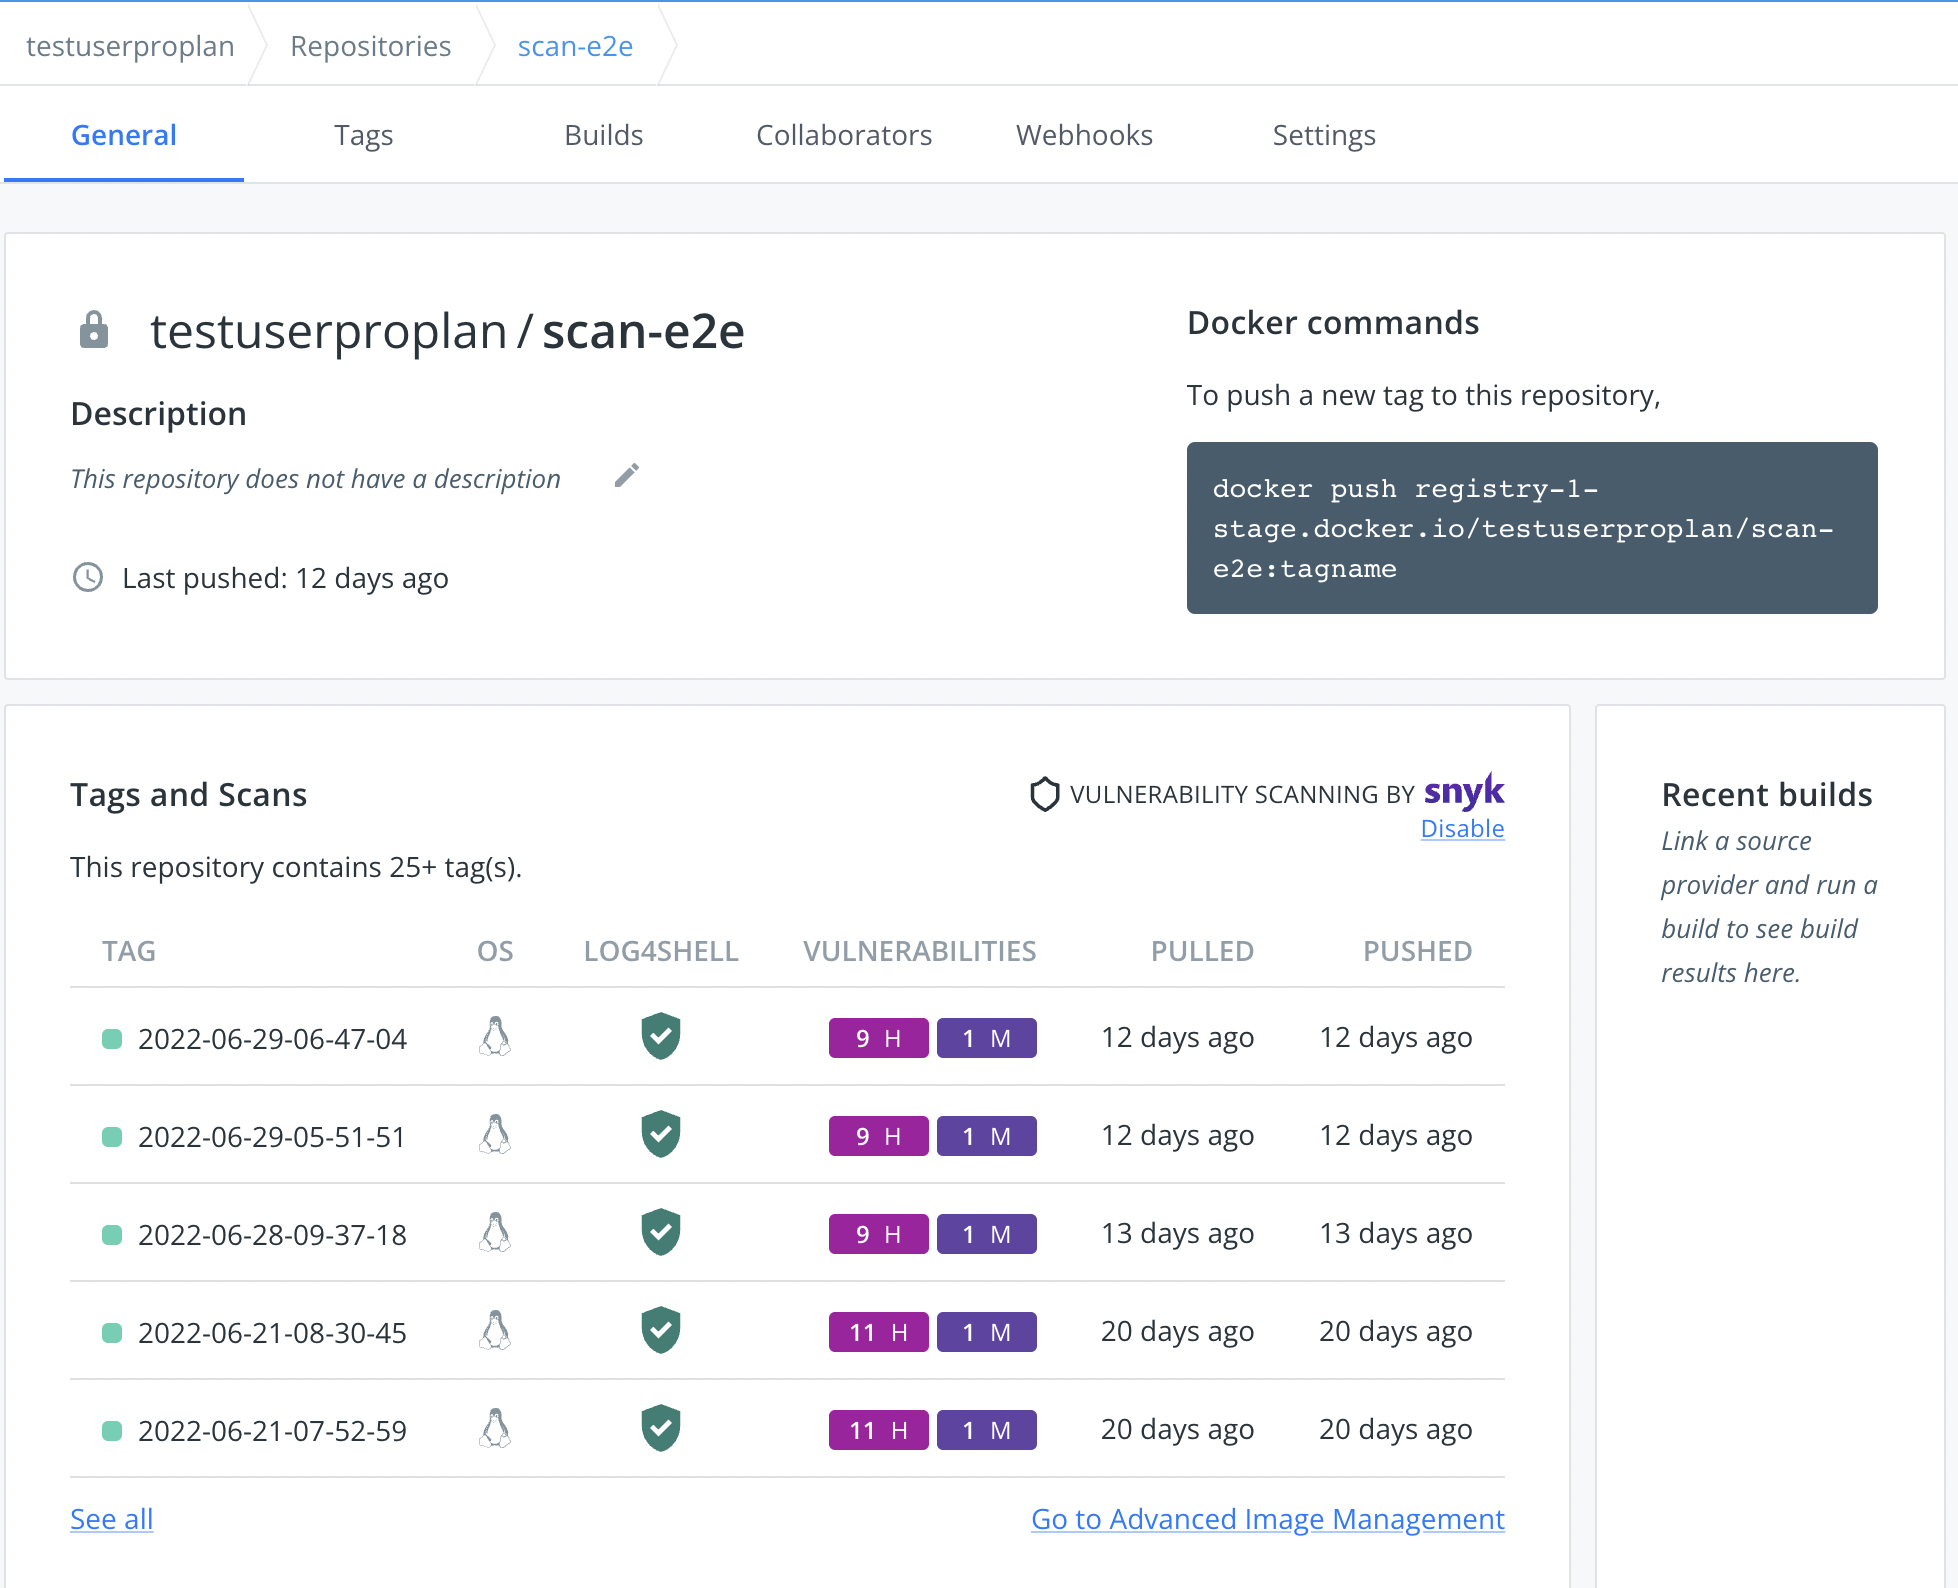 testuserproplan
Repositories
scan-e2e
General
Tags
Builds
Collaborators
Webhooks
Settings
testuserproplan / scan-e2e
Description
This repository does not have a description
Last pushed: 12 days ago
Docker commands
To push a new tag to this repository,
docker push registry-1-
stage.docker.io/testuserproplan/scan-
e2e:tagname
Tags and Scans
VULNERABILITY SCANNING BY snyk
Disable
This repository contains 25+ tag(s).
TAG OS LOG4SHELL VULNERABILITIES PULLED PUSHED
2022-06-29-06-47-04 9 H 1 M 12 days ago 12 days ago
2022-06-29-05-51-51 9 H 1 M 12 days ago 12 days ago
2022-06-28-09-37-18 9 H 1 M 13 days ago 13 days ago
2022-06-21-08-30-45 11 H 1 M 20 days ago 20 days ago
2022-06-21-07-52-59 11 H 1 M 20 days ago 20 days ago
See all
Go to Advanced Image Management
Recent builds
Link a source
provider and run a
build to see build
results here.